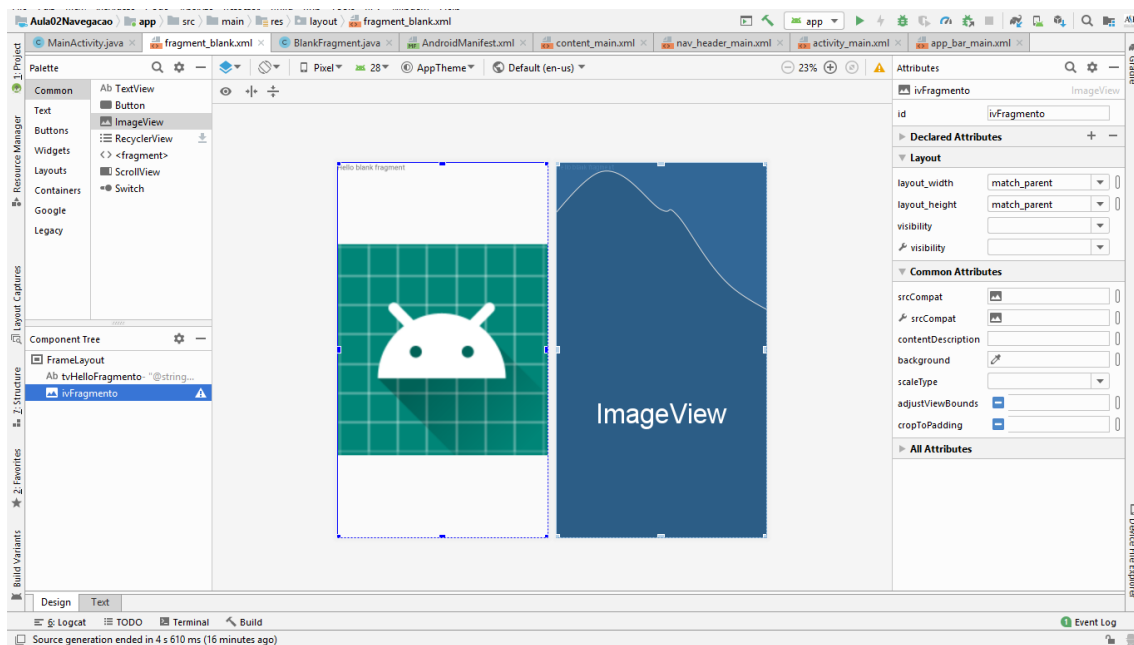 Aula02Navegacao app src main res layout fragment_blank.xml app
MainActivity.java fragment_blank.xml BlankFragment.java AndroidManifest.xml content_main.xml nav_header_main.xml activity_main.xml app_bar_main.xml
1: Project
Resource Manager
Layout Captures
7: Structure
2: Favorites
Build Variants
Palette
Common
Text
Buttons
Widgets
Layouts
Containers
Google
Legacy
Ab TextView
Button
ImageView
RecyclerView
<fragment>
ScrollView
Switch
Component Tree
FrameLayout
Ab tvHelloFragmento- "@string...
ivFragmento
Pixel 28 AppTheme Default (en-us) 23%
Hello blank fragment
ImageView
Attributes
ivFragmento ImageView
id ivFragmento
Declared Attributes
Layout
layout_width match_parent
layout_height match_parent
visibility
visibility
Common Attributes
srcCompat
srcCompat
contentDescription
background
scaleType
adjustViewBounds
cropToPadding
All Attributes
Gradle
Device File Explorer
Design Text
6: Logcat TODO Terminal Build 1 Event Log
Source generation ended in 4 s 610 ms (16 minutes ago)